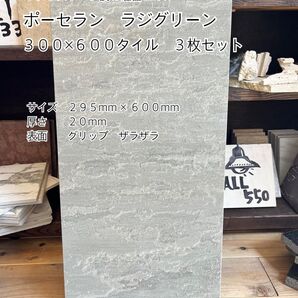 ポーセラン　ラジグリーン
３００×６００タイル　３枚セット
サイズ　２９５ｍｍ×６００ｍｍ
厚さ　　２０ｍｍ
表面　　グリップ　ザラザラ
ALL
550